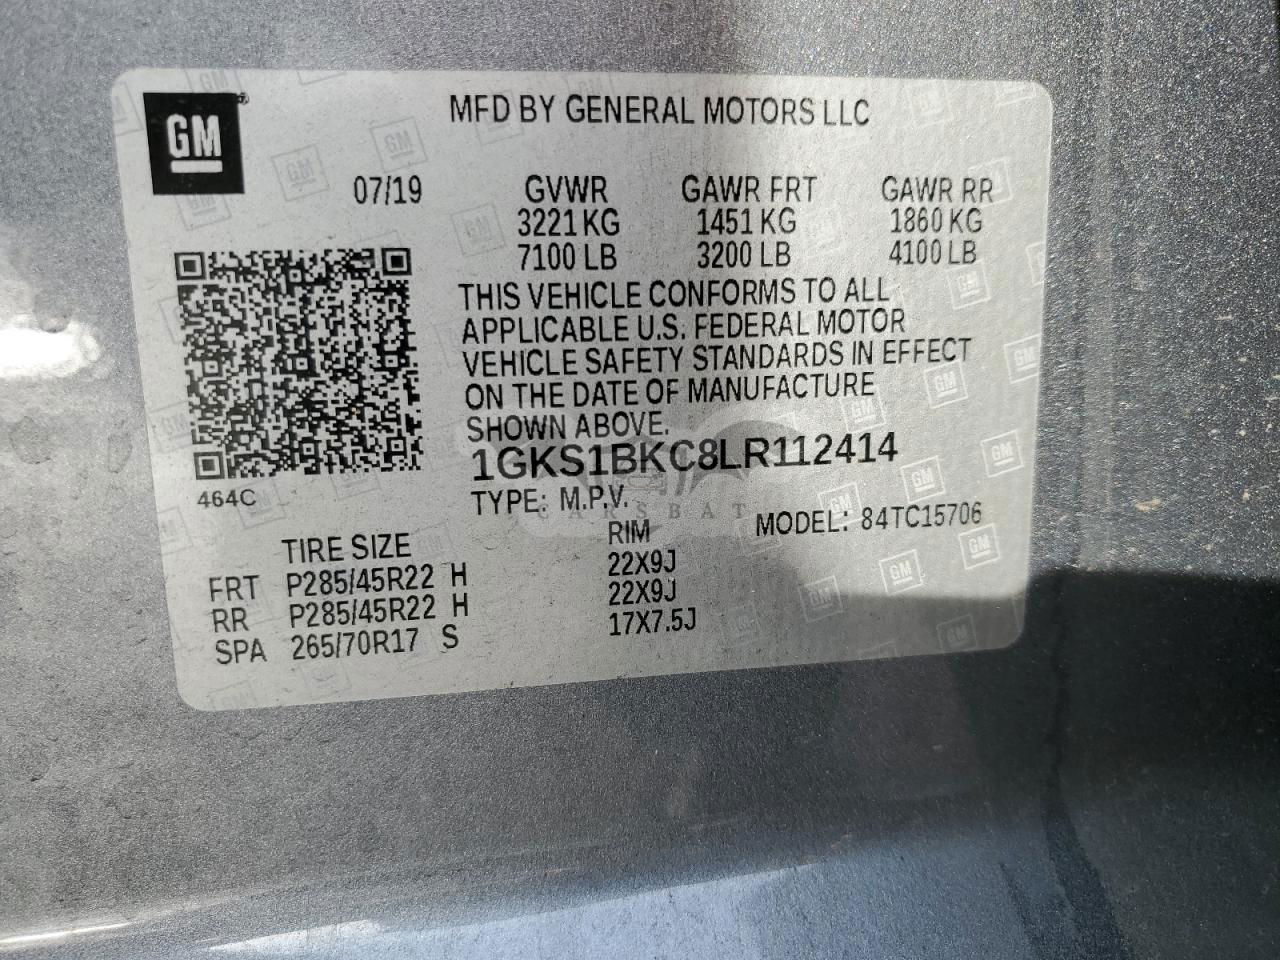 GM
MFD BY GENERAL MOTORS LLC
07/19
GVWR GAWR FRT GAWR RR
3221 KG 1451 KG 1860 KG
7100 LB 3200 LB 4100 LB
THIS VEHICLE CONFORMS TO ALL
APPLICABLE U.S. FEDERAL MOTOR
VEHICLE SAFETY STANDARDS IN EFFECT
ON THE DATE OF MANUFACTURE
SHOWN ABOVE.
1GKS1BKC8LR112414
464C
TYPE: M.P.V.
CARSBAT
MODEL: 84TC15706
TIRE SIZE RIM
FRT P285/45R22 H 22X9J
RR P285/45R22 H 22X9J
SPA 265/70R17 S 17X7.5J